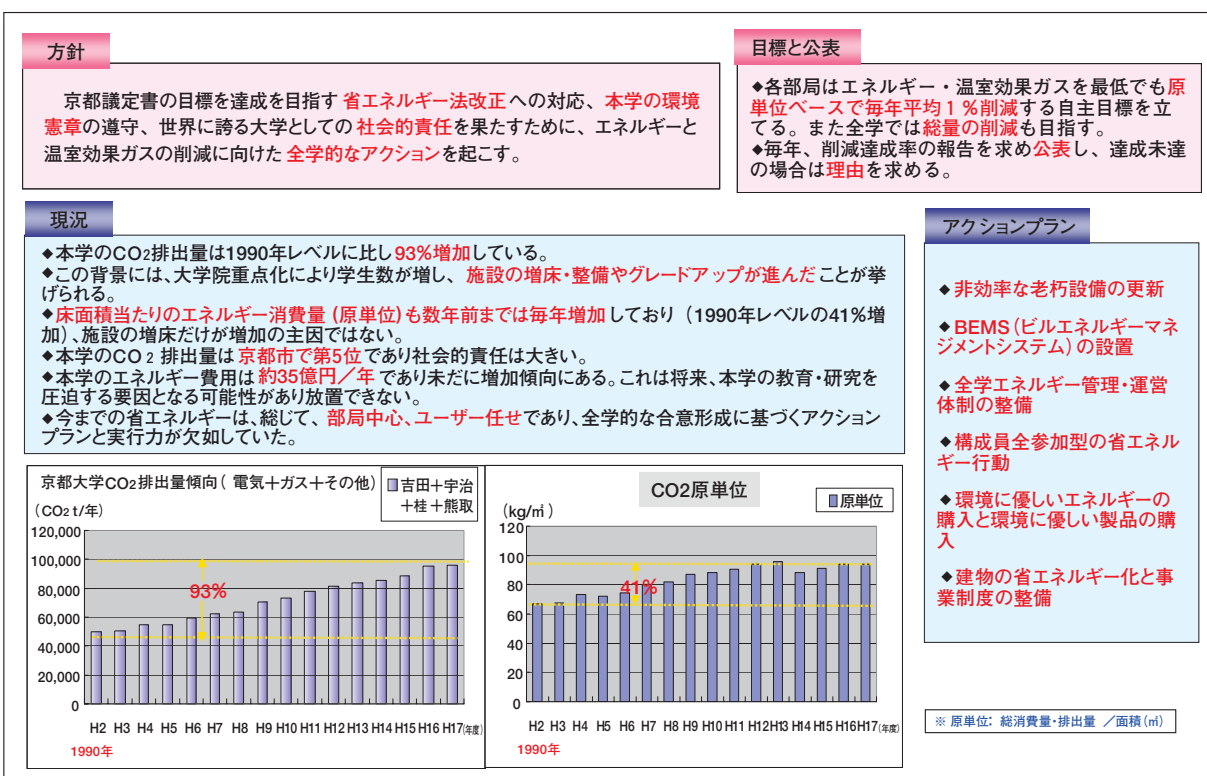 方針
京都議定書の目標を達成を目指す 省エネルギー法改正 への対応、本学の環境
憲章の遵守、世界に誇る大学としての 社会的責任を果たすために、エネルギーと
温室効果ガスの削減に向けた 全学的なアクションを起こす。
目標と公表
◆各部局はエネルギー・温室効果ガスを最低でも原
単位ベースで毎年平均1%削減する自主目標を立
てる。また全学では総量の削減も目指す。
◆毎年、削減達成率の報告を求め公表し、達成未達
の場合は理由を求める。
現況
◆本学のCO2排出量は1990年レベルに比し93%増加している。
◆この背景には、大学院重点化により学生数が増し、 施設の増床・整備やグレードアップが進んだ ことが挙
げられる。
◆床面積当たりのエネルギー消費量 (原単位) も数年前までは毎年増加 しており (1990年レベルの41%増
加)、施設の増床だけが増加の主因ではない。
◆本学のCO 2 排出量は京都市で第5位であり社会的責任は大きい。
◆本学のエネルギー費用は 約35億円/年 であり未だに増加傾向にある。これは将来、本学の教育・研究を
圧迫する要因となる可能性があり放置できない。
◆今までの省エネルギーは、総じて、部局中心、ユーザー任せであり、全学的な合意形成に基づくアクション
プランと実行力が欠如していた。
アクションプラン
◆非効率な老朽設備の更新
◆BEMS(ビルエネルギーマネ
ジメントシステム)の設置
◆全学エネルギー管理・運営
体制の整備
◆構成員全参加型の省エネル
ギー行動
◆環境に優しいエネルギーの
購入と環境に優しい製品の購
入
◆建物の省エネルギー化と事
業制度の整備
京都大学CO2排出量傾向( 電気+ガス+その他)
吉田+宇治
+桂+熊取
(CO2 t/年)
120,000
100,000
80,000
60,000
40,000
20,000
0
93%
H2 H3 H4 H5 H6 H7 H8 H9 H10 H11 H12 H13 H14 H15 H16 H17(年度)
1990年
CO2原単位
原単位
(kg/㎡)
120
100
80
60
40
20
0
41%
H2 H3 H4 H5 H6 H7 H8 H9 H10 H11 H12 H13 H14 H15 H16 H17(年度)
1990年
※ 原単位: 総消費量・排出量 /面積(㎡)